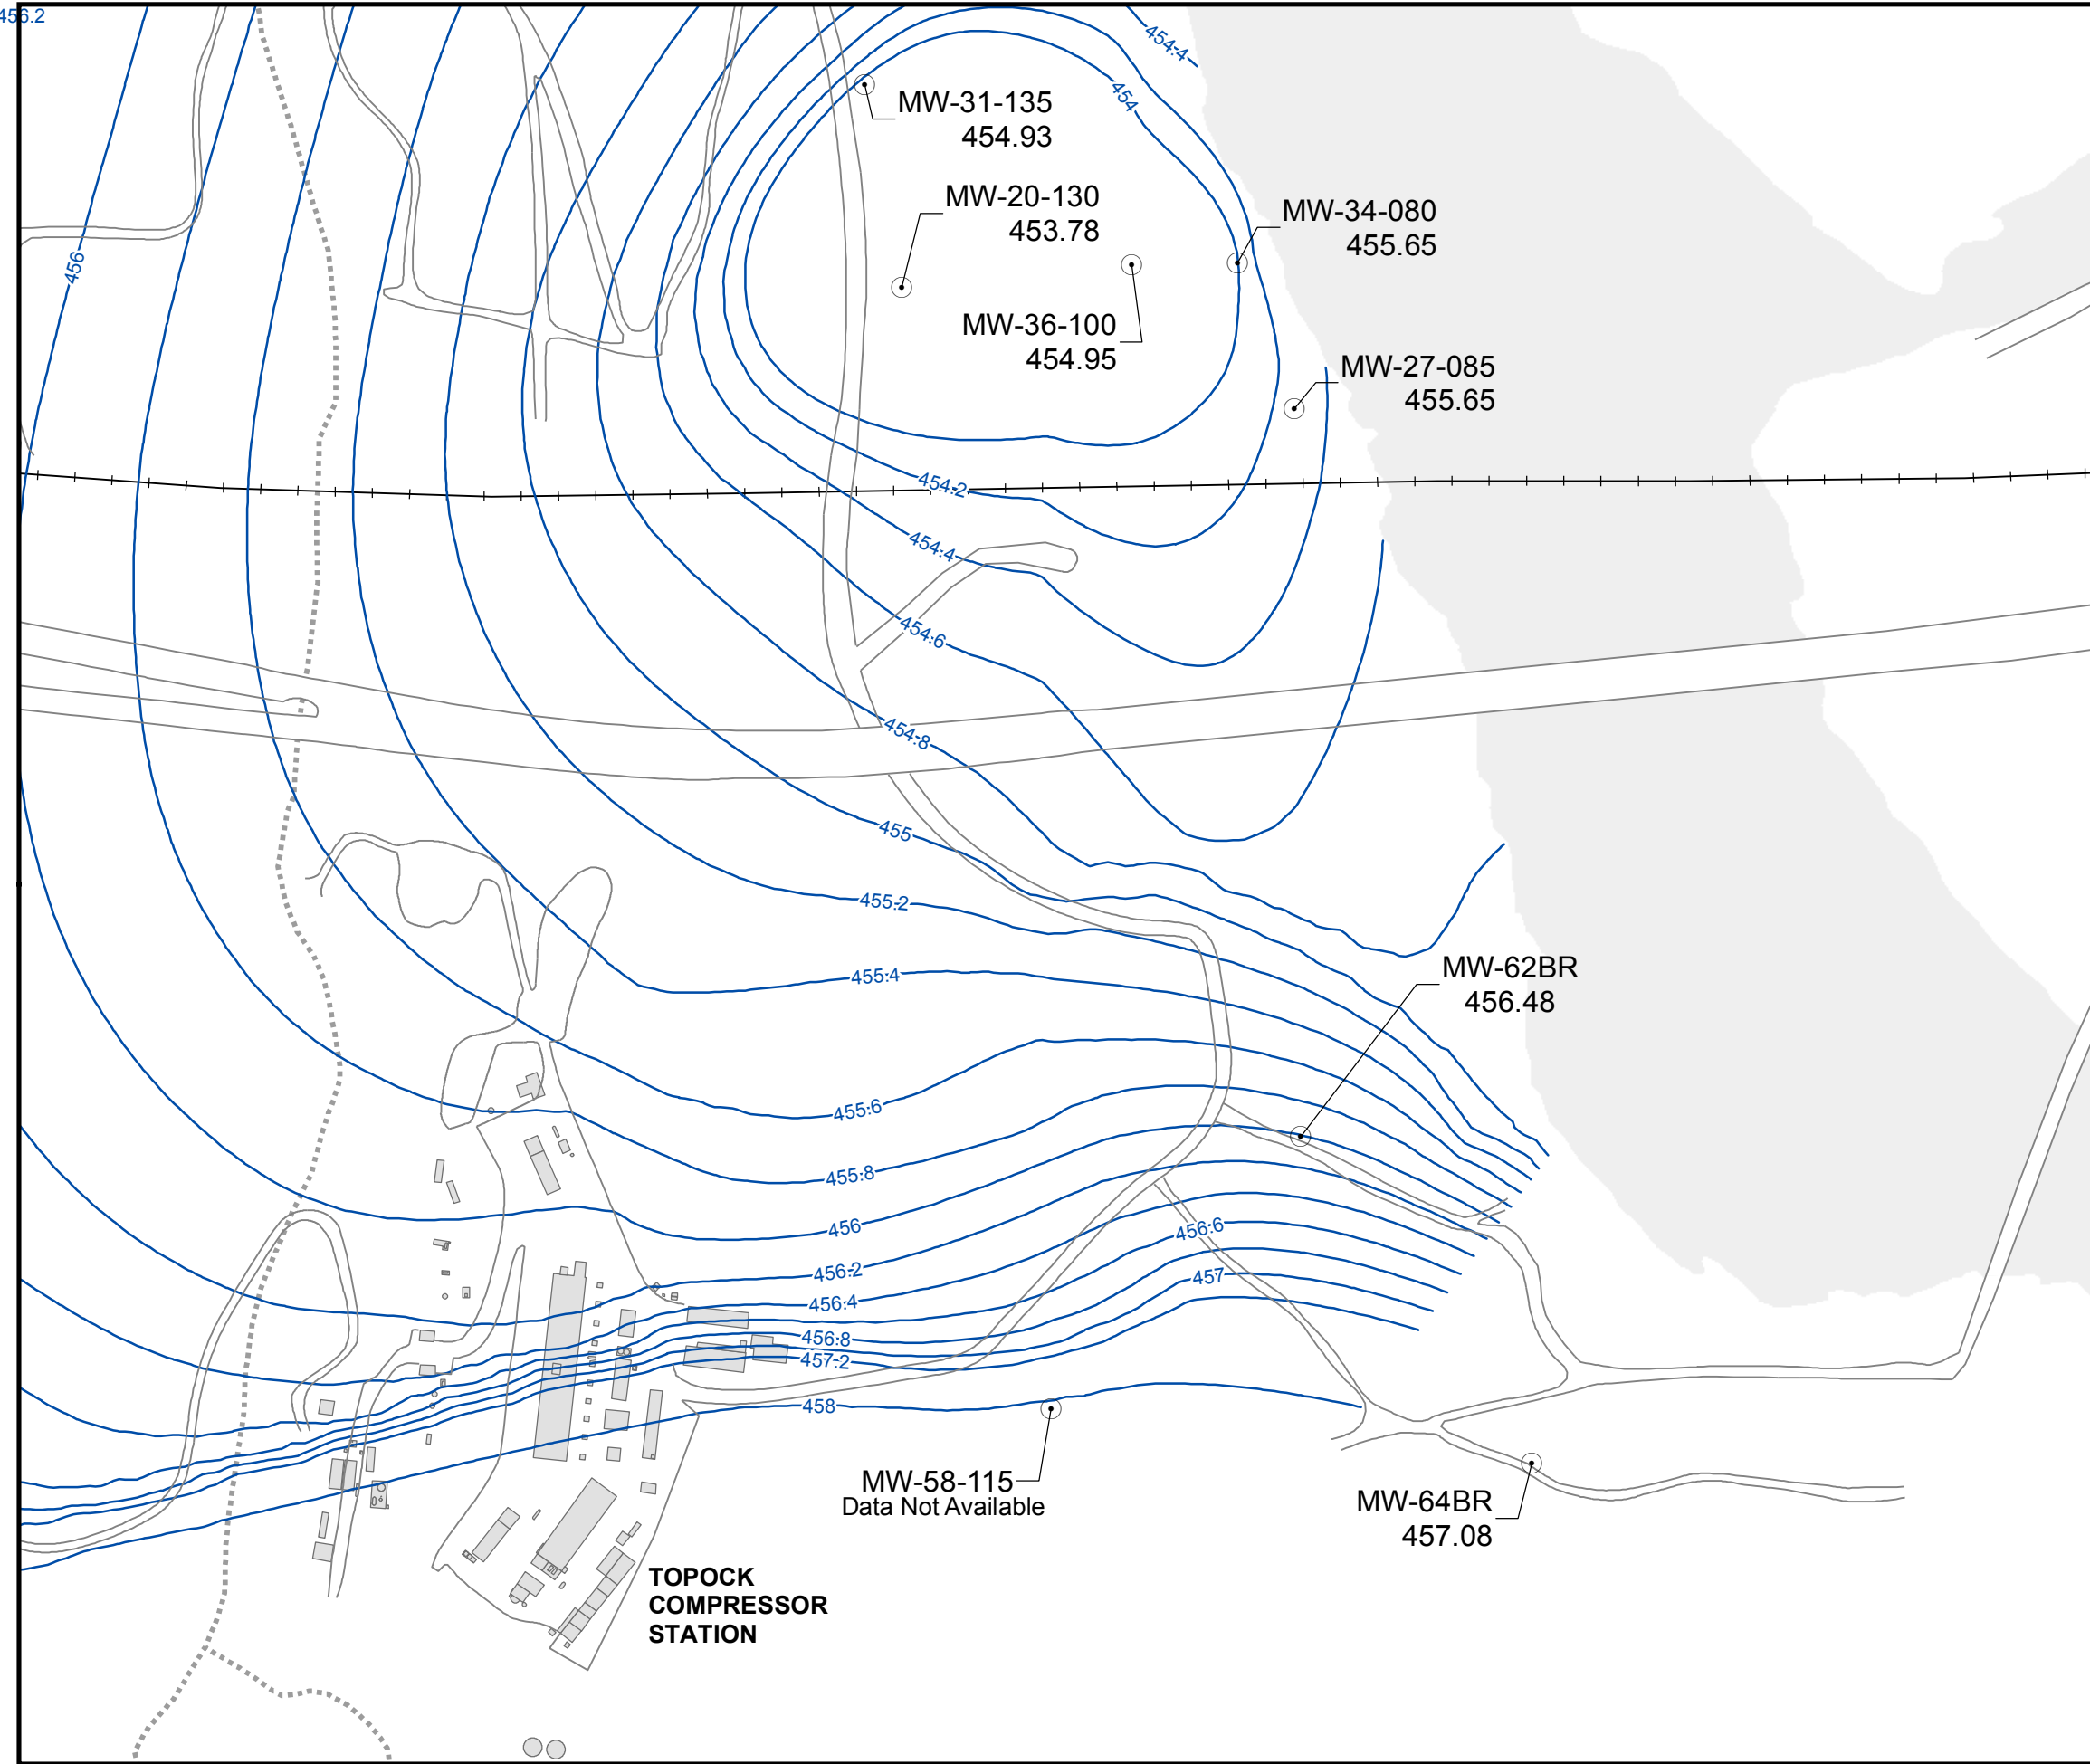 456.2
454.4
454
MW-31-135
454.93
MW-20-130
453.78
MW-34-080
455.65
456
MW-36-100
454.95
MW-27-085
455.65
454.2
454.4
454.6
454.8
455
455.2
455.4
MW-62BR
456.48
455.6
455.8
456
456.6
456.2
457
456.4
456.8
457.2
458
MW-58-115
Data Not Available
MW-64BR
457.08
TOPOCK
COMPRESSOR
STATION